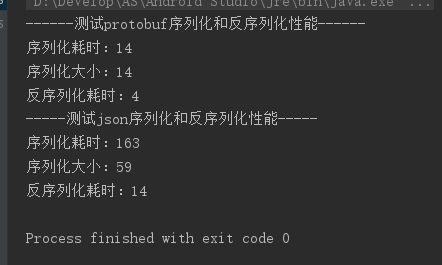 D:\Develop\AS\Android Studio\jre\bin\java.exe" ...
------测试protobuf序列化和反序列化性能------
序列化耗时：14
序列化大小：14
反序列化耗时：4
-----测试json序列化和反序列化性能-----
序列化耗时：163
序列化大小：59
反序列化耗时：14
Process finished with exit code 0